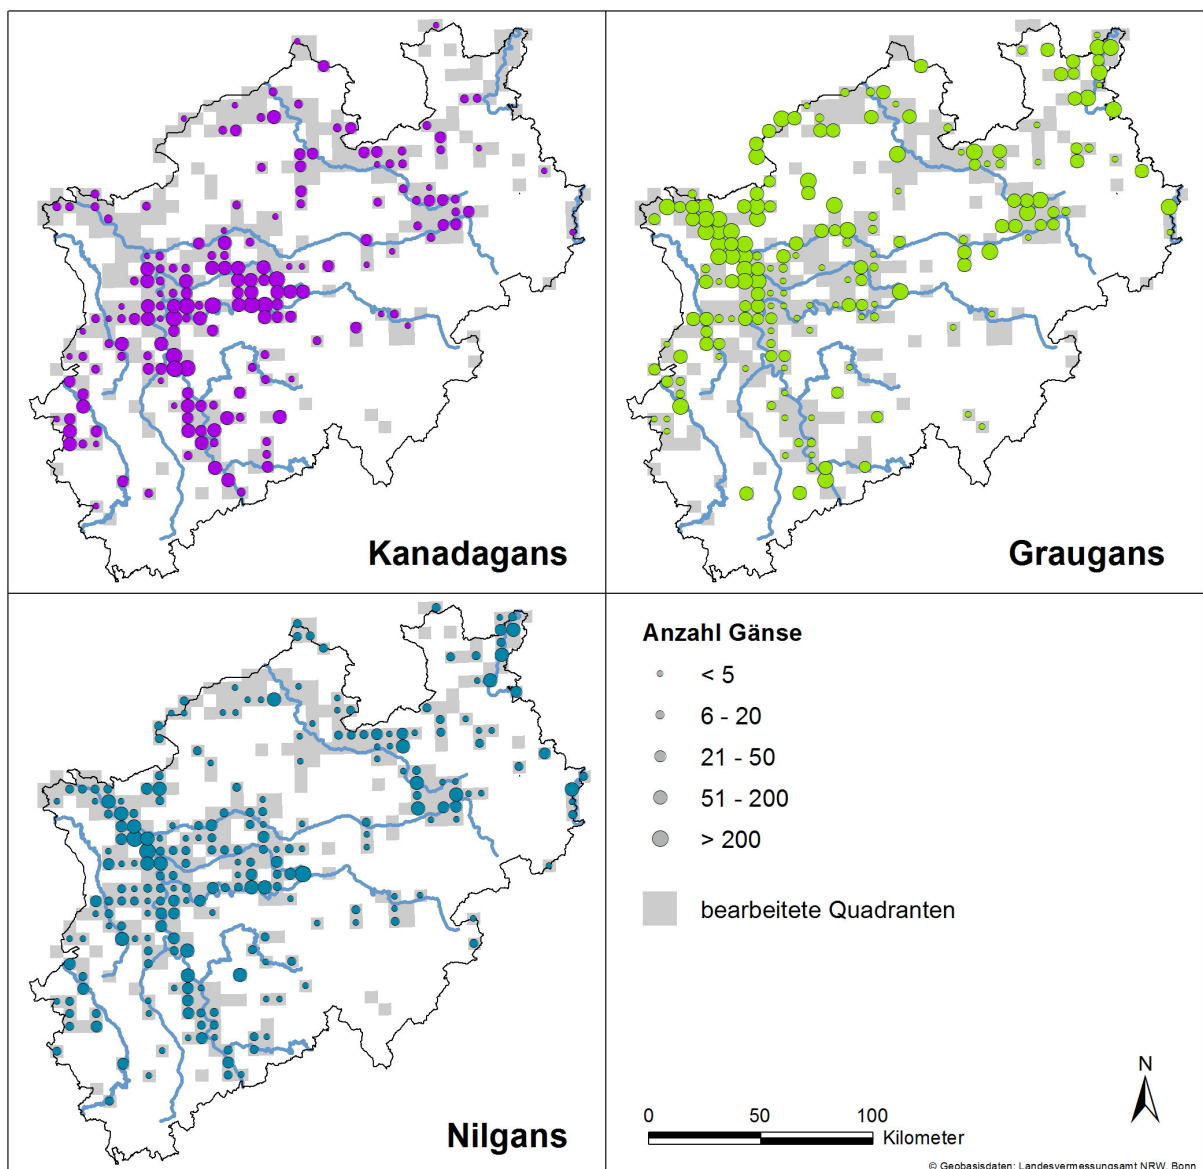 Kanadagans
Graugans
Nilgans
Anzahl Gänse
< 5
6 - 20
21 - 50
51 - 200
> 200
bearbeitete Quadranten
N
0 50 100
Kilometer
© Geobasisdaten: Landesvermessungsamt NRW, Bonn